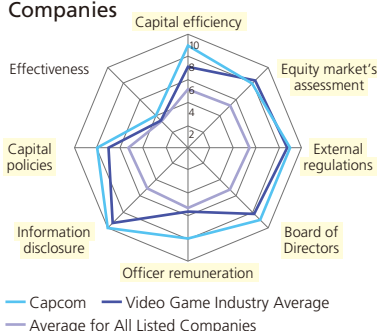 Companies
Capital efficiency
10
8
6
4
2
Effectiveness
Equity market's
assessment
Capital
policies
External
regulations
Information
disclosure
Board of
Directors
Officer remuneration
Capcom
Video Game Industry Average
Average for All Listed Companies